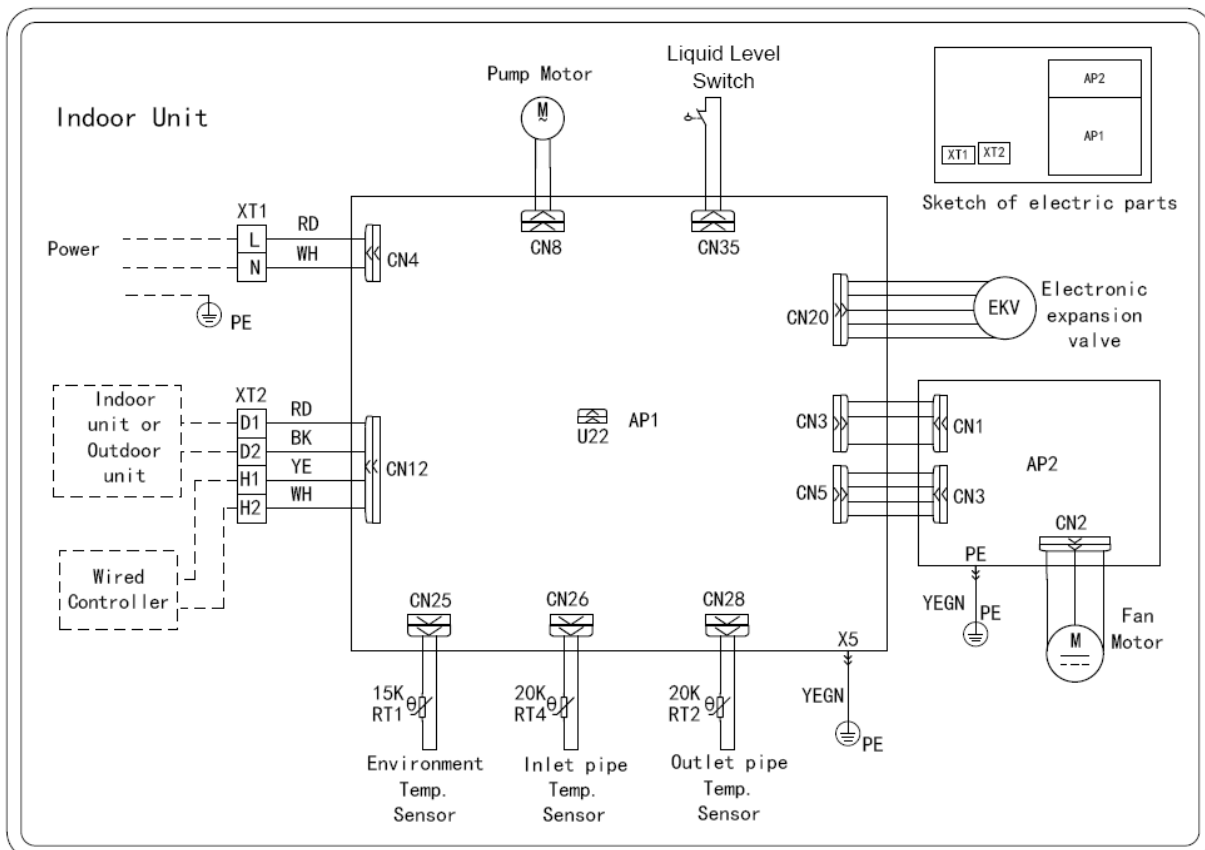 Indoor Unit
Pump Motor
M
~
CN8
Liquid Level
Switch
CN35
AP2
AP1
XT1
XT2
Sketch of electric parts
Power
XT1
L
N
RD
WH
CN4
PE
CN20
EKV
Electronic
expansion
valve
Indoor
unit or
Outdoor
unit
XT2
D1
D2
H1
H2
RD
BK
YE
WH
CN12
U22
AP1
CN3
CN1
CN5
CN3
AP2
CN2
PE
YEGN
PE
M
Fan
Motor
Wired
Controller
CN25
CN26
CN28
X5
YEGN
PE
15K
RT1
θ
20K
RT4
θ
20K
RT2
θ
Environment
Temp.
Sensor
Inlet pipe
Temp.
Sensor
Outlet pipe
Temp.
Sensor